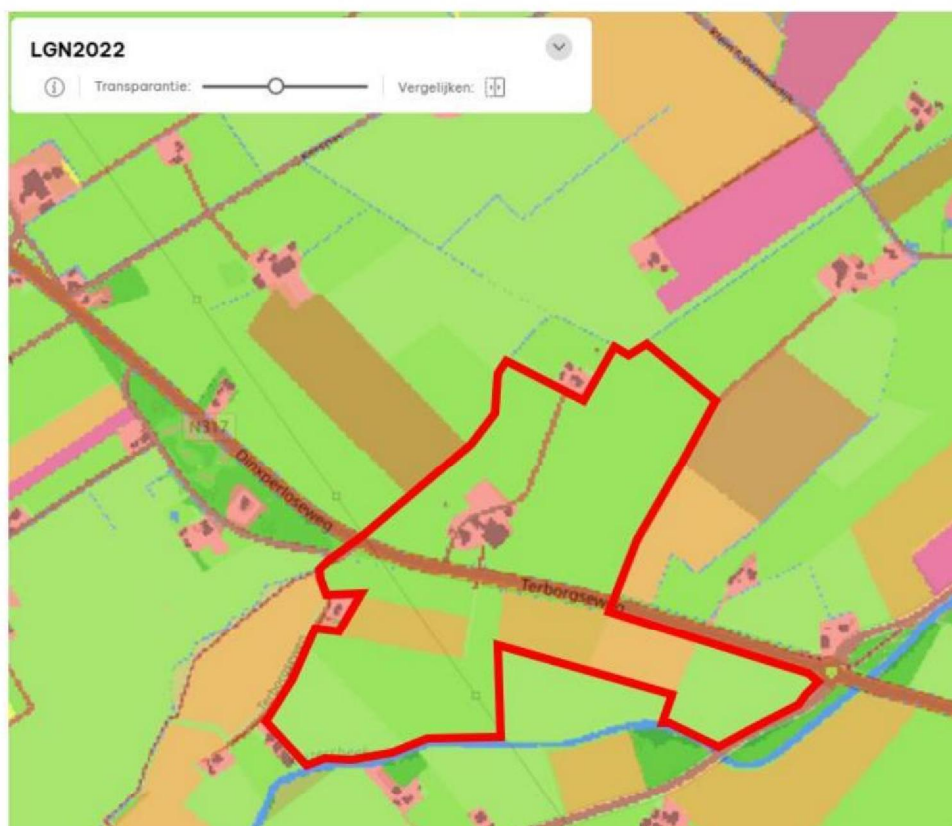 LGN2022
Transparantie:
Vergelijken:
N317
Dinxperloseweg
Terborgseweg